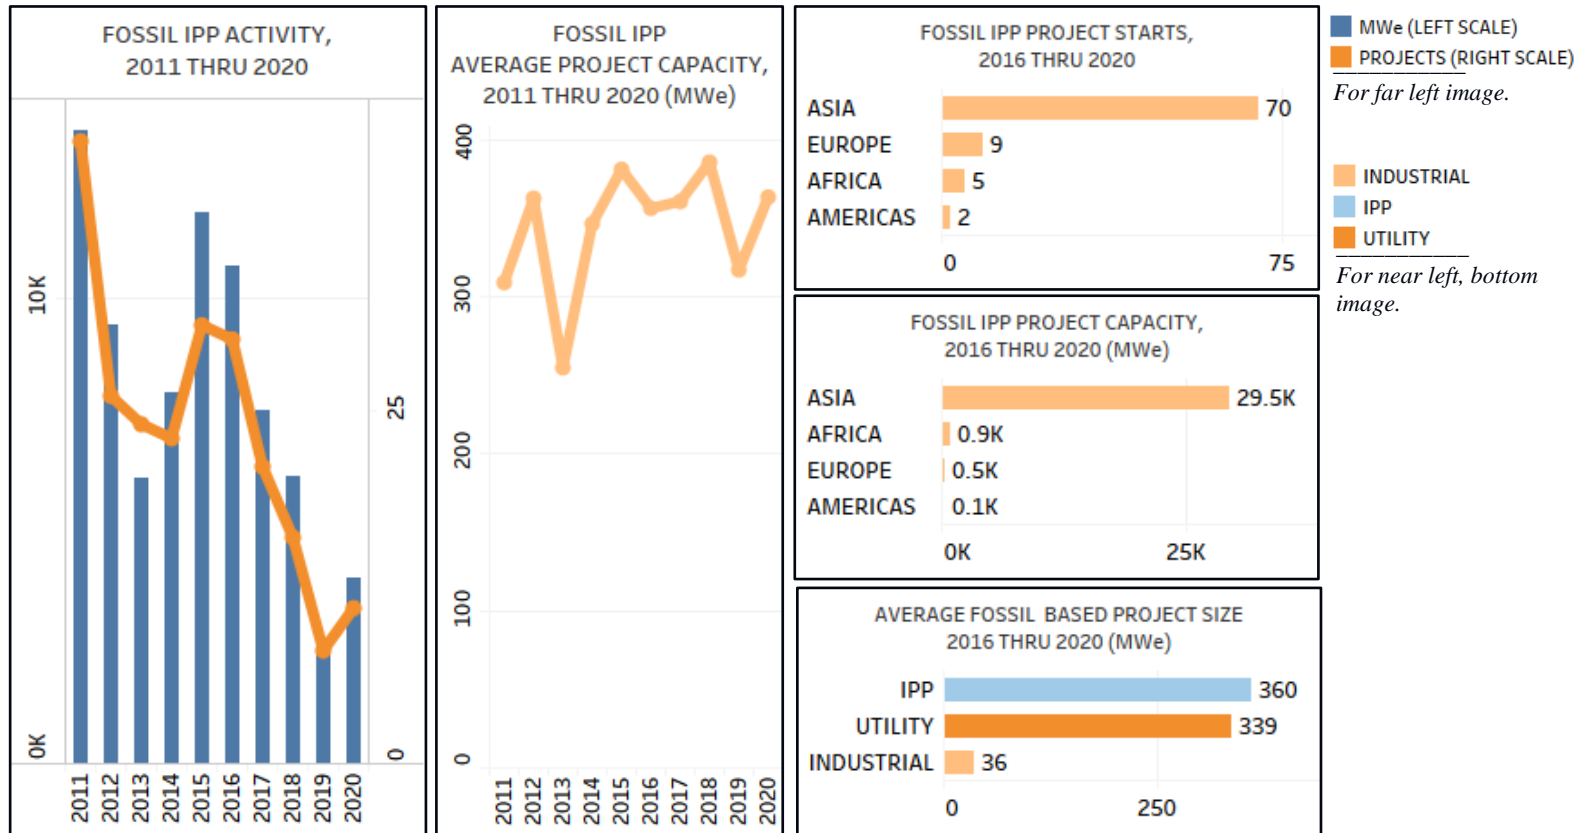 FOSSIL IPP ACTIVITY,
2011 THRU 2020
10K
0K
25
0
2011
2012
2013
2014
2015
2016
2017
2018
2019
2020
FOSSIL IPP
AVERAGE PROJECT CAPACITY,
2011 THRU 2020 (MWe)
400
300
200
100
0
2011
2012
2013
2014
2015
2016
2017
2018
2019
2020
FOSSIL IPP PROJECT STARTS,
2016 THRU 2020
ASIA 70
EUROPE 9
AFRICA 5
AMERICAS 2
0 75
FOSSIL IPP PROJECT CAPACITY,
2016 THRU 2020 (MWe)
ASIA 29.5K
AFRICA 0.9K
EUROPE 0.5K
AMERICAS 0.1K
0K 25K
AVERAGE FOSSIL BASED PROJECT SIZE
2016 THRU 2020 (MWe)
IPP 360
UTILITY 339
INDUSTRIAL 36
0 250
MWe (LEFT SCALE)
PROJECTS (RIGHT SCALE)
For far left image.
INDUSTRIAL
IPP
UTILITY
For near left, bottom
image.